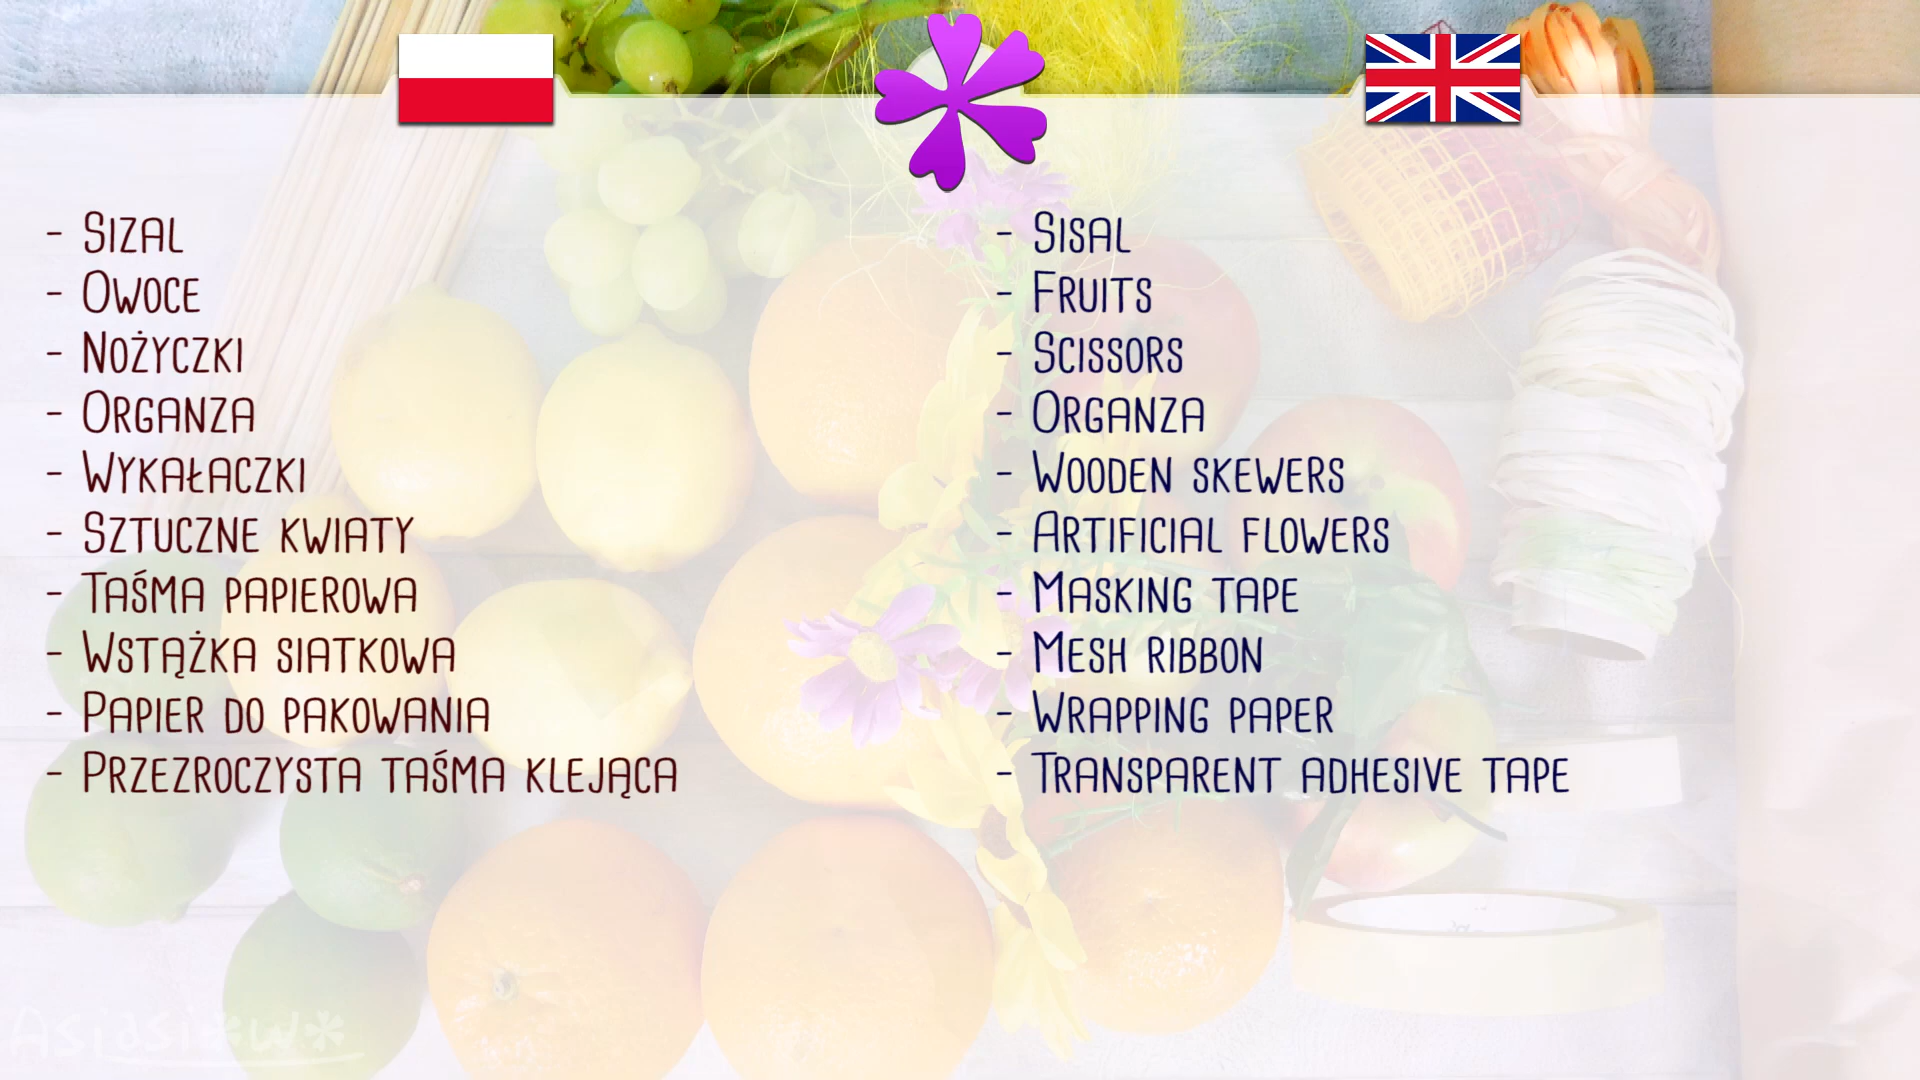 - Sizal
- Owoce
- Nożyczki
- Organza
- Wykałaczki
- Sztuczne kwiaty
- Taśma papierowa
- Wstążka siatkowa
- Papier do pakowania
- Przezroczysta taśma klejąca
- Sisal
- Fruits
- Scissors
- Organza
- Wooden skewers
- Artificial flowers
- Masking tape
- Mesh ribbon
- Wrapping paper
- Transparent adhesive tape